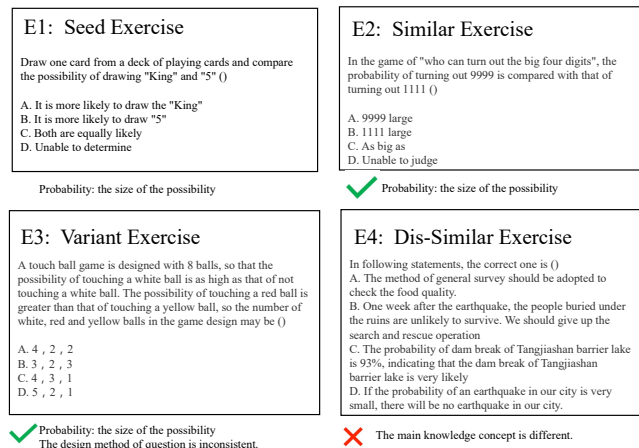 E1: Seed Exercise
Draw one card from a deck of playing cards and compare
the possibility of drawing "King" and "5" ()
A. It is more likely to draw the "King"
B. It is more likely to draw "5"
C. Both are equally likely
D. Unable to determine
Probability: the size of the possibility
E2: Similar Exercise
In the game of "who can turn out the big four digits", the
probability of turning out 9999 is compared with that of
turning out 1111 ()
A. 9999 large
B. 1111 large
C. As big as
D. Unable to judge
Probability: the size of the possibility
E3: Variant Exercise
A touch ball game is designed with 8 balls, so that the
possibility of touching a white ball is as high as that of not
touching a white ball. The possibility of touching a red ball is
greater than that of touching a yellow ball, so the number of
white, red and yellow balls in the game design may be ()
A. 4 , 2 , 2
B. 3 , 2 , 3
C. 4 , 3 , 1
D. 5 , 2 , 1
Probability: the size of the possibility
The design method of question is inconsistent.
E4: Dis-Similar Exercise
In following statements, the correct one is ()
A. The method of general survey should be adopted to
check the food quality.
B. One week after the earthquake, the people buried under
the ruins are unlikely to survive. We should give up the
search and rescue operation
C. The probability of dam break of Tangjiashan barrier lake
is 93%, indicating that the dam break of Tangjiashan
barrier lake is very likely
D. If the probability of an earthquake in our city is very
small, there will be no earthquake in our city.
The main knowledge concept is different.